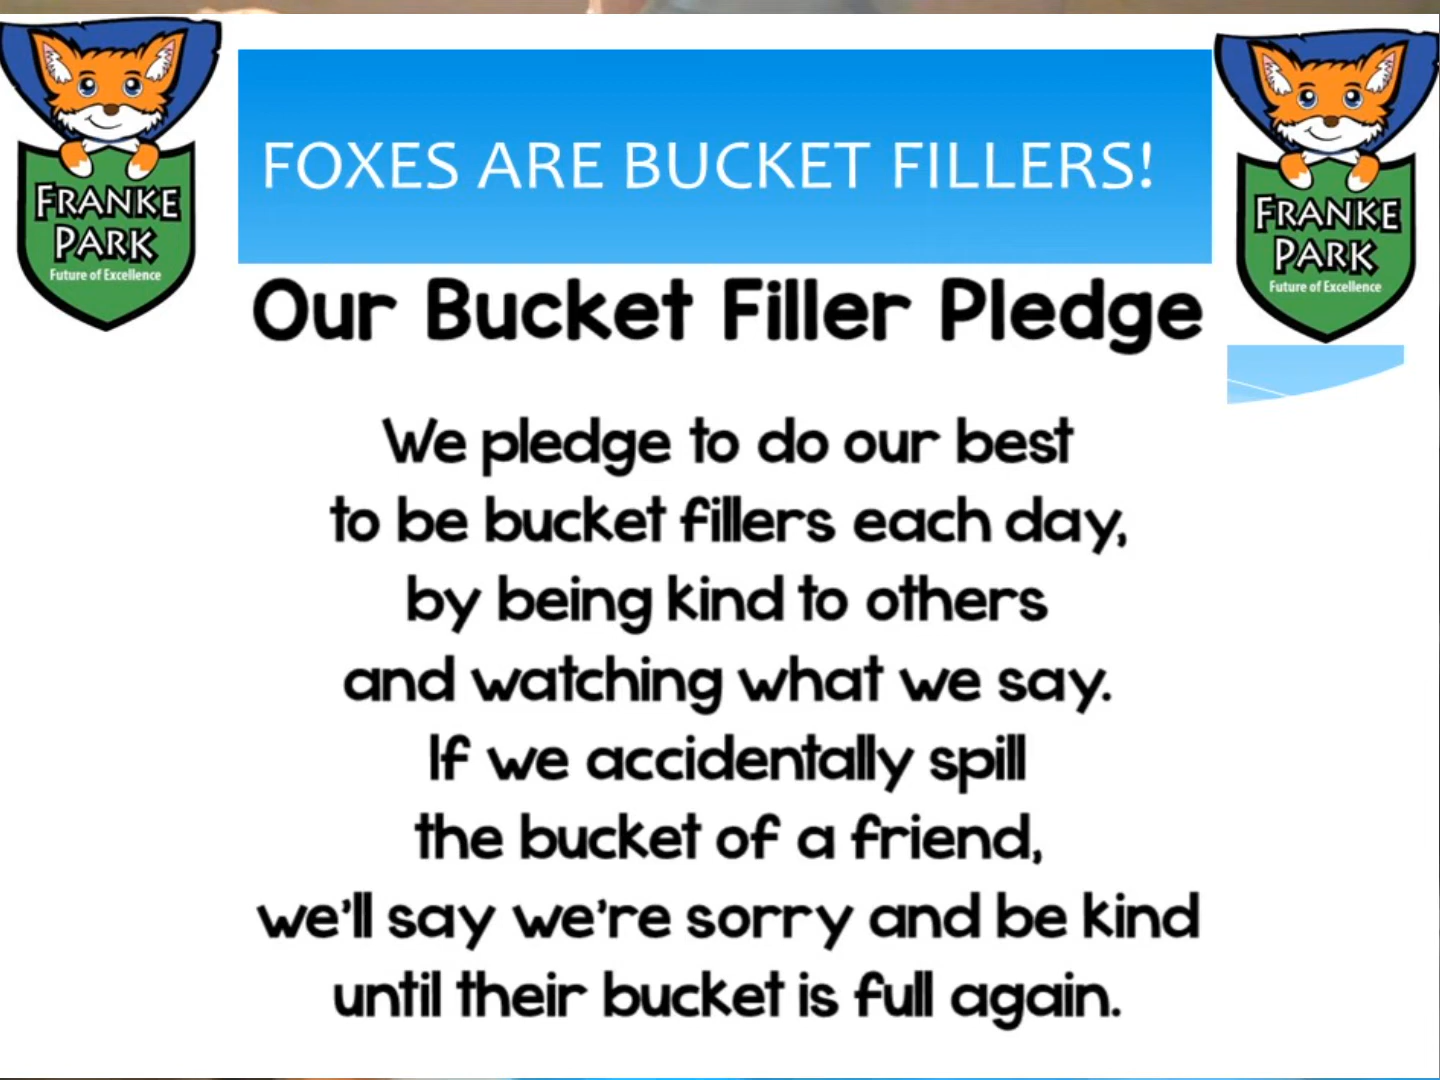 FRANKE
PARK
Future of Excellence
FOXES ARE BUCKET FILLERS!
FRANKE
PARK
Future of Excellence
Our Bucket Filler Pledge
We pledge to do our best
to be bucket fillers each day,
by being kind to others
and watching what we say.
If we accidentally spill
the bucket of a friend,
we'll say we're sorry and be kind
until their bucket is full again.